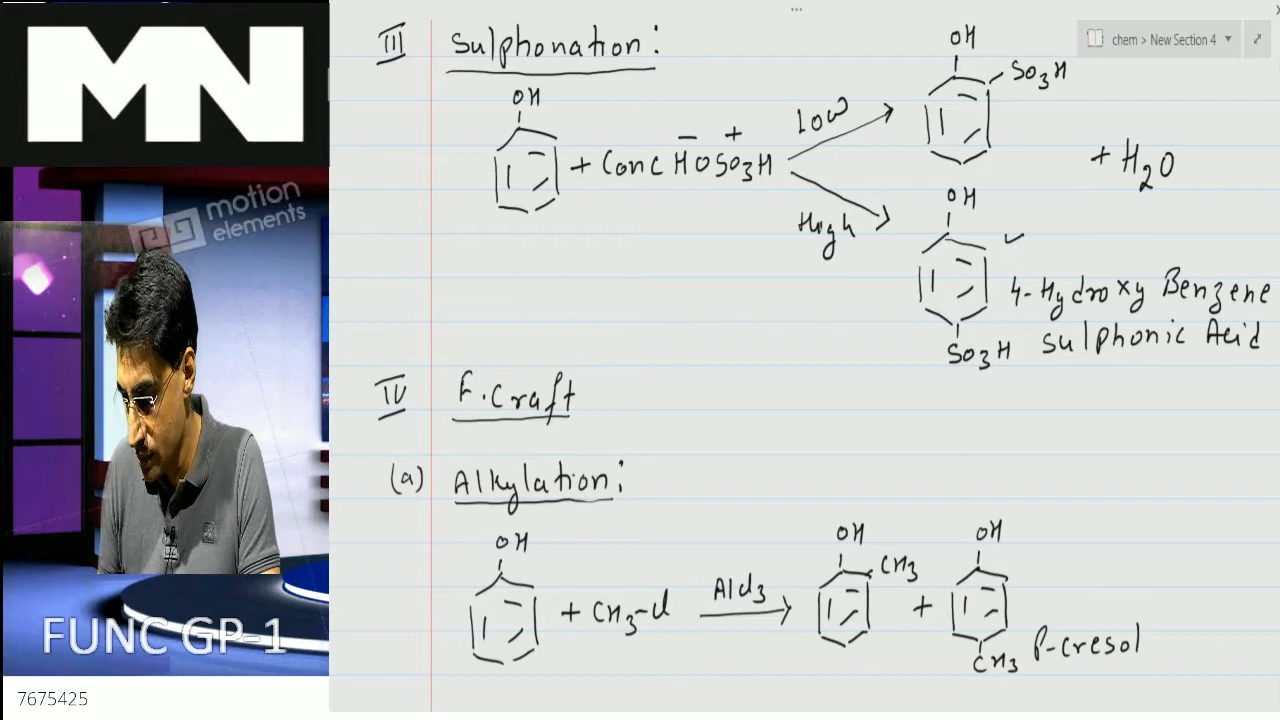 MN
motion
elements
FUNC GP-1
7675425
chem > New Section 4
III Sulphonation:
OH
+ Conc HOSO3H
− +
Low
High
OH
SO3H
+ H2O
OH
SO3H
4-Hydroxy Benzene
Sulphonic Acid
IV F.Craft
(a) Alkylation:
OH
+ CH3-Cl
AlCl3
OH
CH3
+
OH
CH3
P-cresol